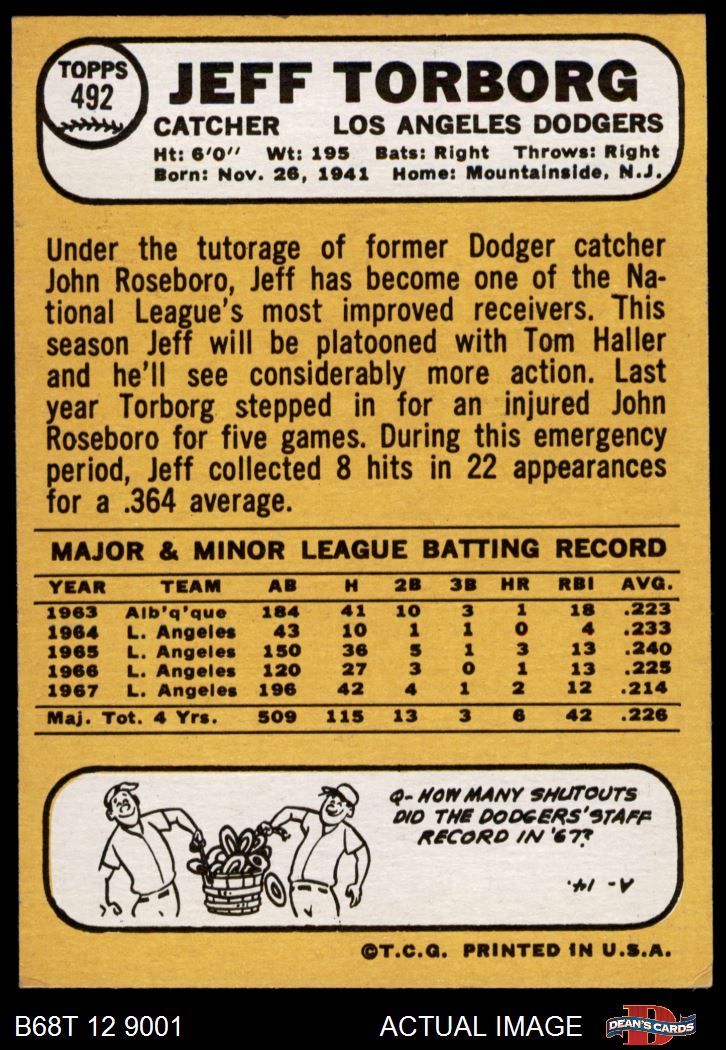 TOPPS
492
JEFF TORBORG
CATCHER LOS ANGELES DODGERS
Ht: 6'0" Wt: 195 Bats: Right Throws: Right
Born: Nov. 26, 1941 Home: Mountainside, N.J.
Under the tutorage of former Dodger catcher
John Roseboro, Jeff has become one of the Na-
tional League's most improved receivers. This
season Jeff will be platooned with Tom Haller
and he'll see considerably more action. Last
year Torborg stepped in for an injured John
Roseboro for five games. During this emergency
period, Jeff collected 8 hits in 22 appearances
for a .364 average.
MAJOR & MINOR LEAGUE BATTING RECORD
YEAR TEAM AB H 2B 3B HR RBI AVG.
1963 Alb'q'que 184 41 10 3 1 18 .223
1964 L. Angeles 43 10 1 1 0 4 .233
1965 L. Angeles 150 36 5 1 3 13 .240
1966 L. Angeles 120 27 3 0 1 13 .225
1967 L. Angeles 196 42 4 1 2 12 .214
Maj. Tot. 4 Yrs. 509 115 13 3 6 42 .226
Q- HOW MANY SHUTOUTS
DID THE DODGERS' STAFF
RECORD IN '67?
A- 14.
©T.C.G. PRINTED IN U.S.A.
B68T 12 9001 ACTUAL IMAGE D DEAN'S CARDS